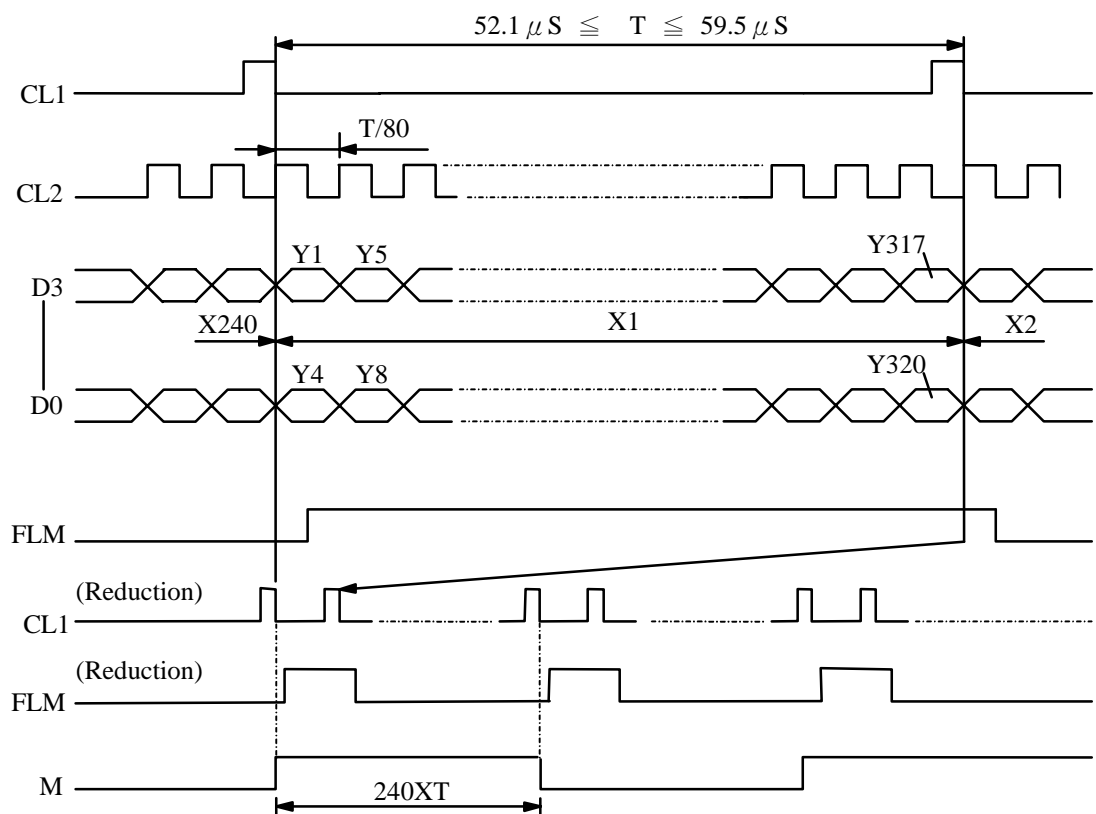 52.1 μS ≦ T ≦ 59.5 μS
CL1
T/80
CL2
Y1 Y5 Y317
D3
X240 X1 X2
Y4 Y8 Y320
D0
FLM
(Reduction)
CL1
(Reduction)
FLM
M
240XT